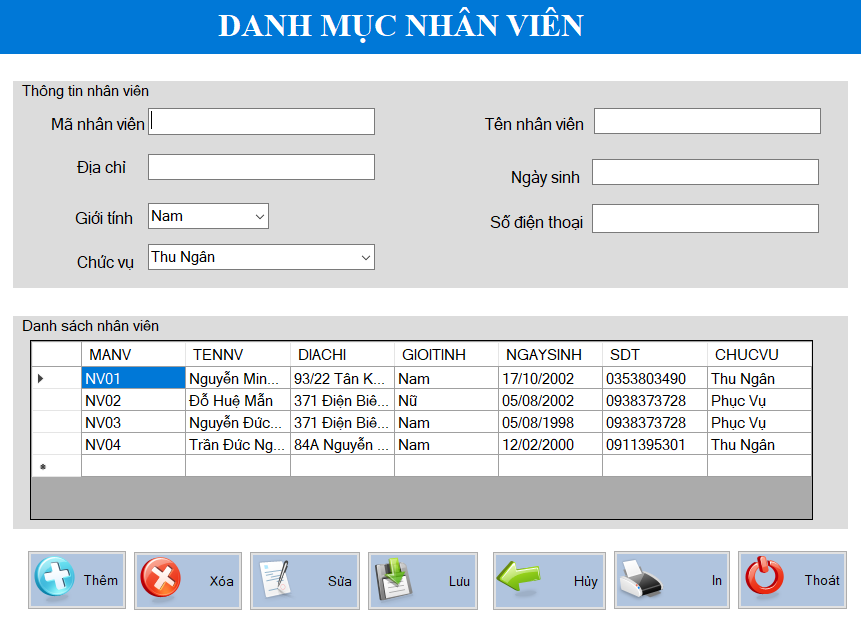 DANH MỤC NHÂN VIÊN
Thông tin nhân viên
Mã nhân viên
Tên nhân viên
Địa chỉ
Ngày sinh
Giới tính Nam
Số điện thoại
Chức vụ Thu Ngân
Danh sách nhân viên
MANV TENNV DIACHI GIOITINH NGAYSINH SDT CHUCVU
NV01 Nguyễn Min... 93/22 Tân K... Nam 17/10/2002 0353803490 Thu Ngân
NV02 Đỗ Huệ Mẫn 371 Điện Biê... Nữ 05/08/2002 0938373728 Phục Vụ
NV03 Nguyễn Đức... 371 Điện Biê... Nam 05/08/1998 0938373728 Phục Vụ
NV04 Trần Đức Ng... 84A Nguyễn ... Nam 12/02/2000 0911395301 Thu Ngân
Thêm Xóa Sửa Lưu Hủy In Thoát